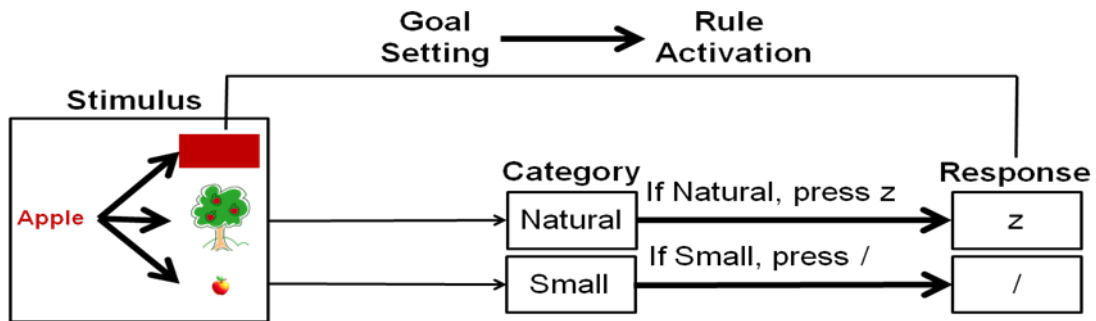 Goal Setting
Rule Activation
Stimulus
Apple
Category
Response
If Natural, press z
Natural
z
If Small, press /
Small
/